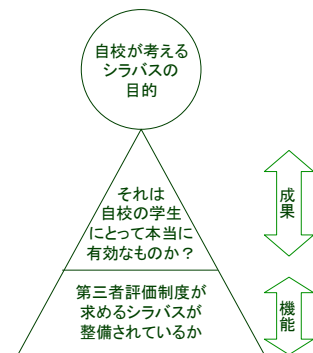 自校が考える
シラバスの
目的
それは
自校の学生
にとって本当に
有効なものか？
成果
第三者評価制度が
求めるシラバスが
整備されているか
機能